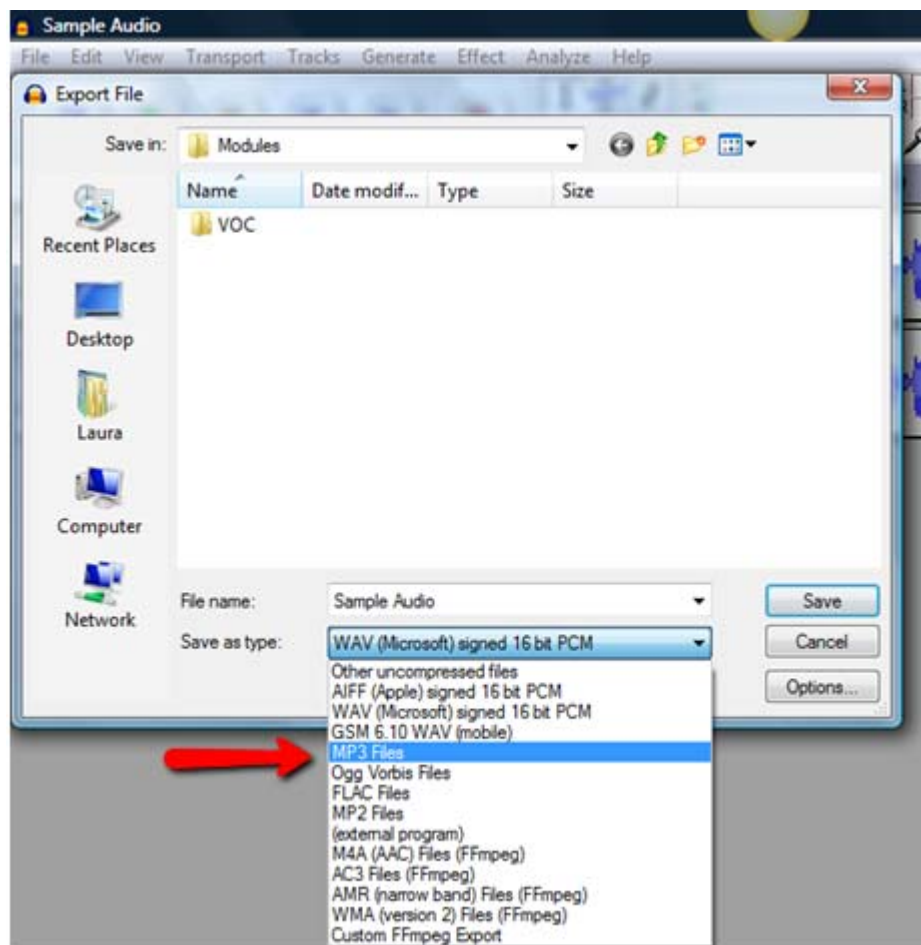 Sample Audio
File Edit View Transport Tracks Generate Effect Analyze Help
Export File
Save in: Modules
Name Date modif... Type Size
VOC
Recent Places
Desktop
Laura
Computer
Network
File name: Sample Audio Save
Save as type: WAV (Microsoft) signed 16 bit PCM Cancel
Options...
Other uncompressed files
AIFF (Apple) signed 16 bit PCM
WAV (Microsoft) signed 16 bit PCM
GSM 6.10 WAV (mobile)
MP3 Files
Ogg Vorbis Files
FLAC Files
MP2 Files
(external program)
M4A (AAC) Files (FFmpeg)
AC3 Files (FFmpeg)
AMR (narrow band) Files (FFmpeg)
WMA (version 2) Files (FFmpeg)
Custom FFmpeg Export